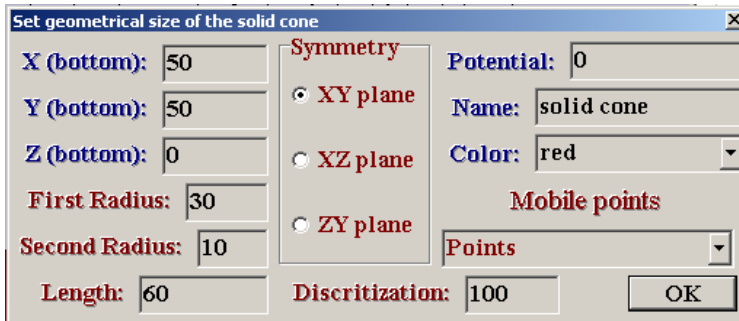 Set geometrical size of the solid cone
X (bottom): 50
Y (bottom): 50
Z (bottom): 0
First Radius: 30
Second Radius: 10
Length: 60
Symmetry
XY plane
XZ plane
ZY plane
Discritization: 100
Potential: 0
Name: solid cone
Color: red
Mobile points
Points
OK